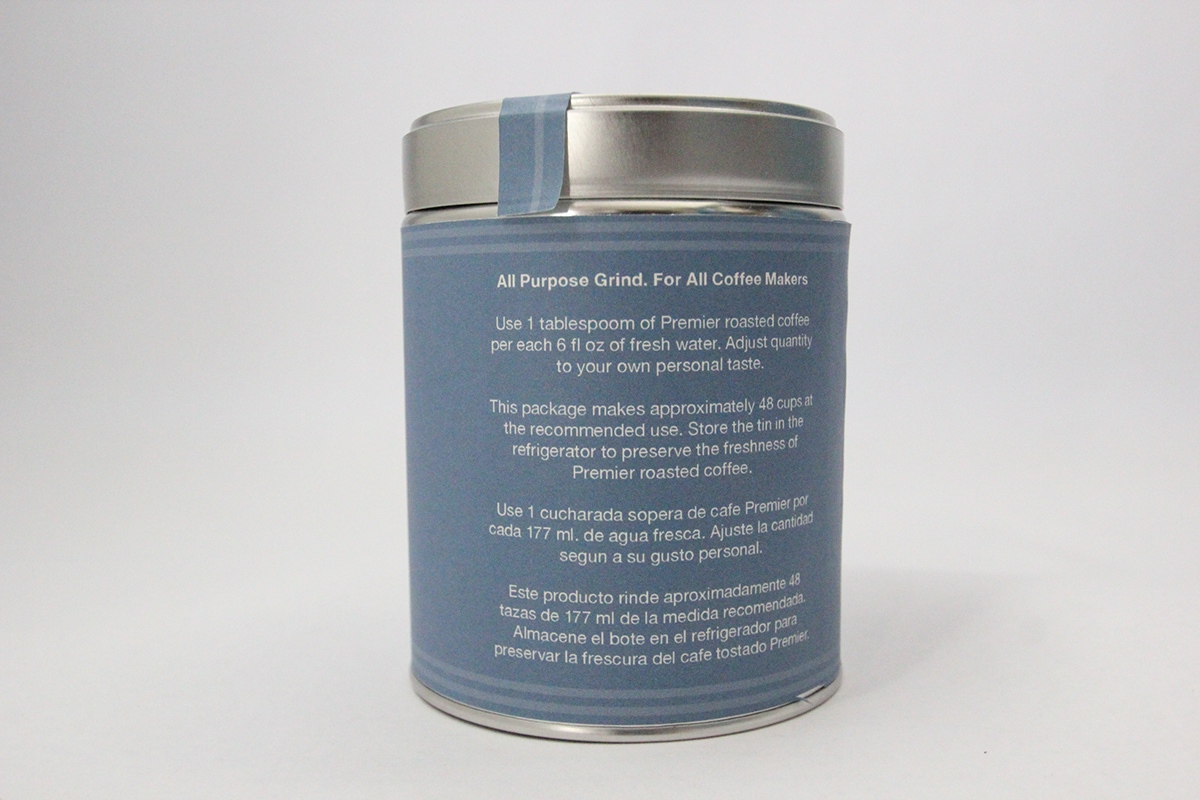 All Purpose Grind. For All Coffee Makers
Use 1 tablespoom of Premier roasted coffee
per each 6 fl oz of fresh water. Adjust quantity
to your own personal taste.
This package makes approximately 48 cups at
the recommended use. Store the tin in the
refrigerator to preserve the freshness of
Premier roasted coffee.
Use 1 cucharada sopera de cafe Premier por
cada 177 ml. de agua fresca. Ajuste la cantidad
segun a su gusto personal.
Este producto rinde aproximadamente 48
tazas de 177 ml de la medida recomendada.
Almacene el bote en el refrigerador para
preservar la frescura del cafe tostado Premier.